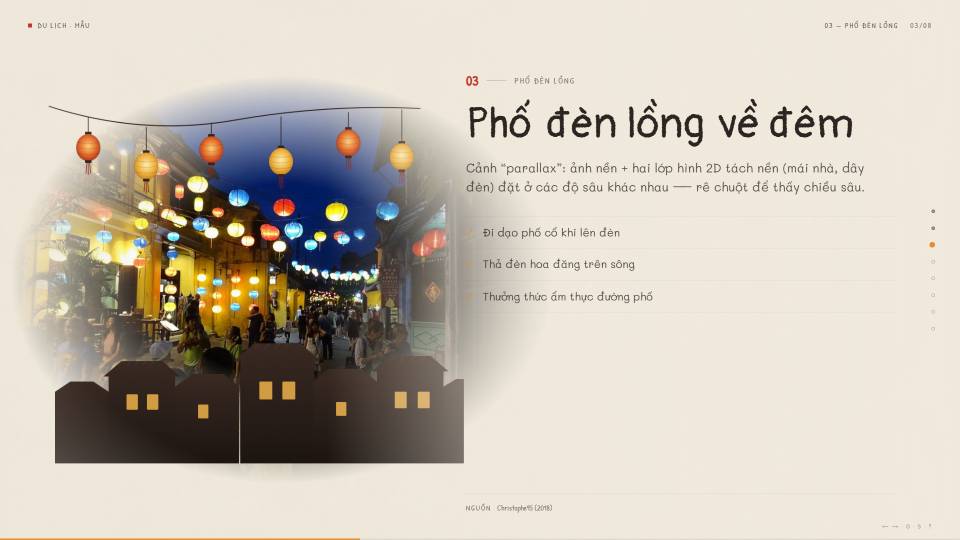 DU LỊCH · MẪU
03 — PHỐ ĐÈN LỒNG 03/08
03 — PHỐ ĐÈN LỒNG
Phố đèn lồng về đêm
Cảnh “parallax”: ảnh nền + hai lớp hình 2D tách nền (mái nhà, dây
đèn) đặt ở các độ sâu khác nhau — rê chuột để thấy chiều sâu.
Đi dạo phố cổ khi lên đèn
Thả đèn hoa đăng trên sông
Thưởng thức ẩm thực đường phố
NGUỒN Christophe95 (2018)